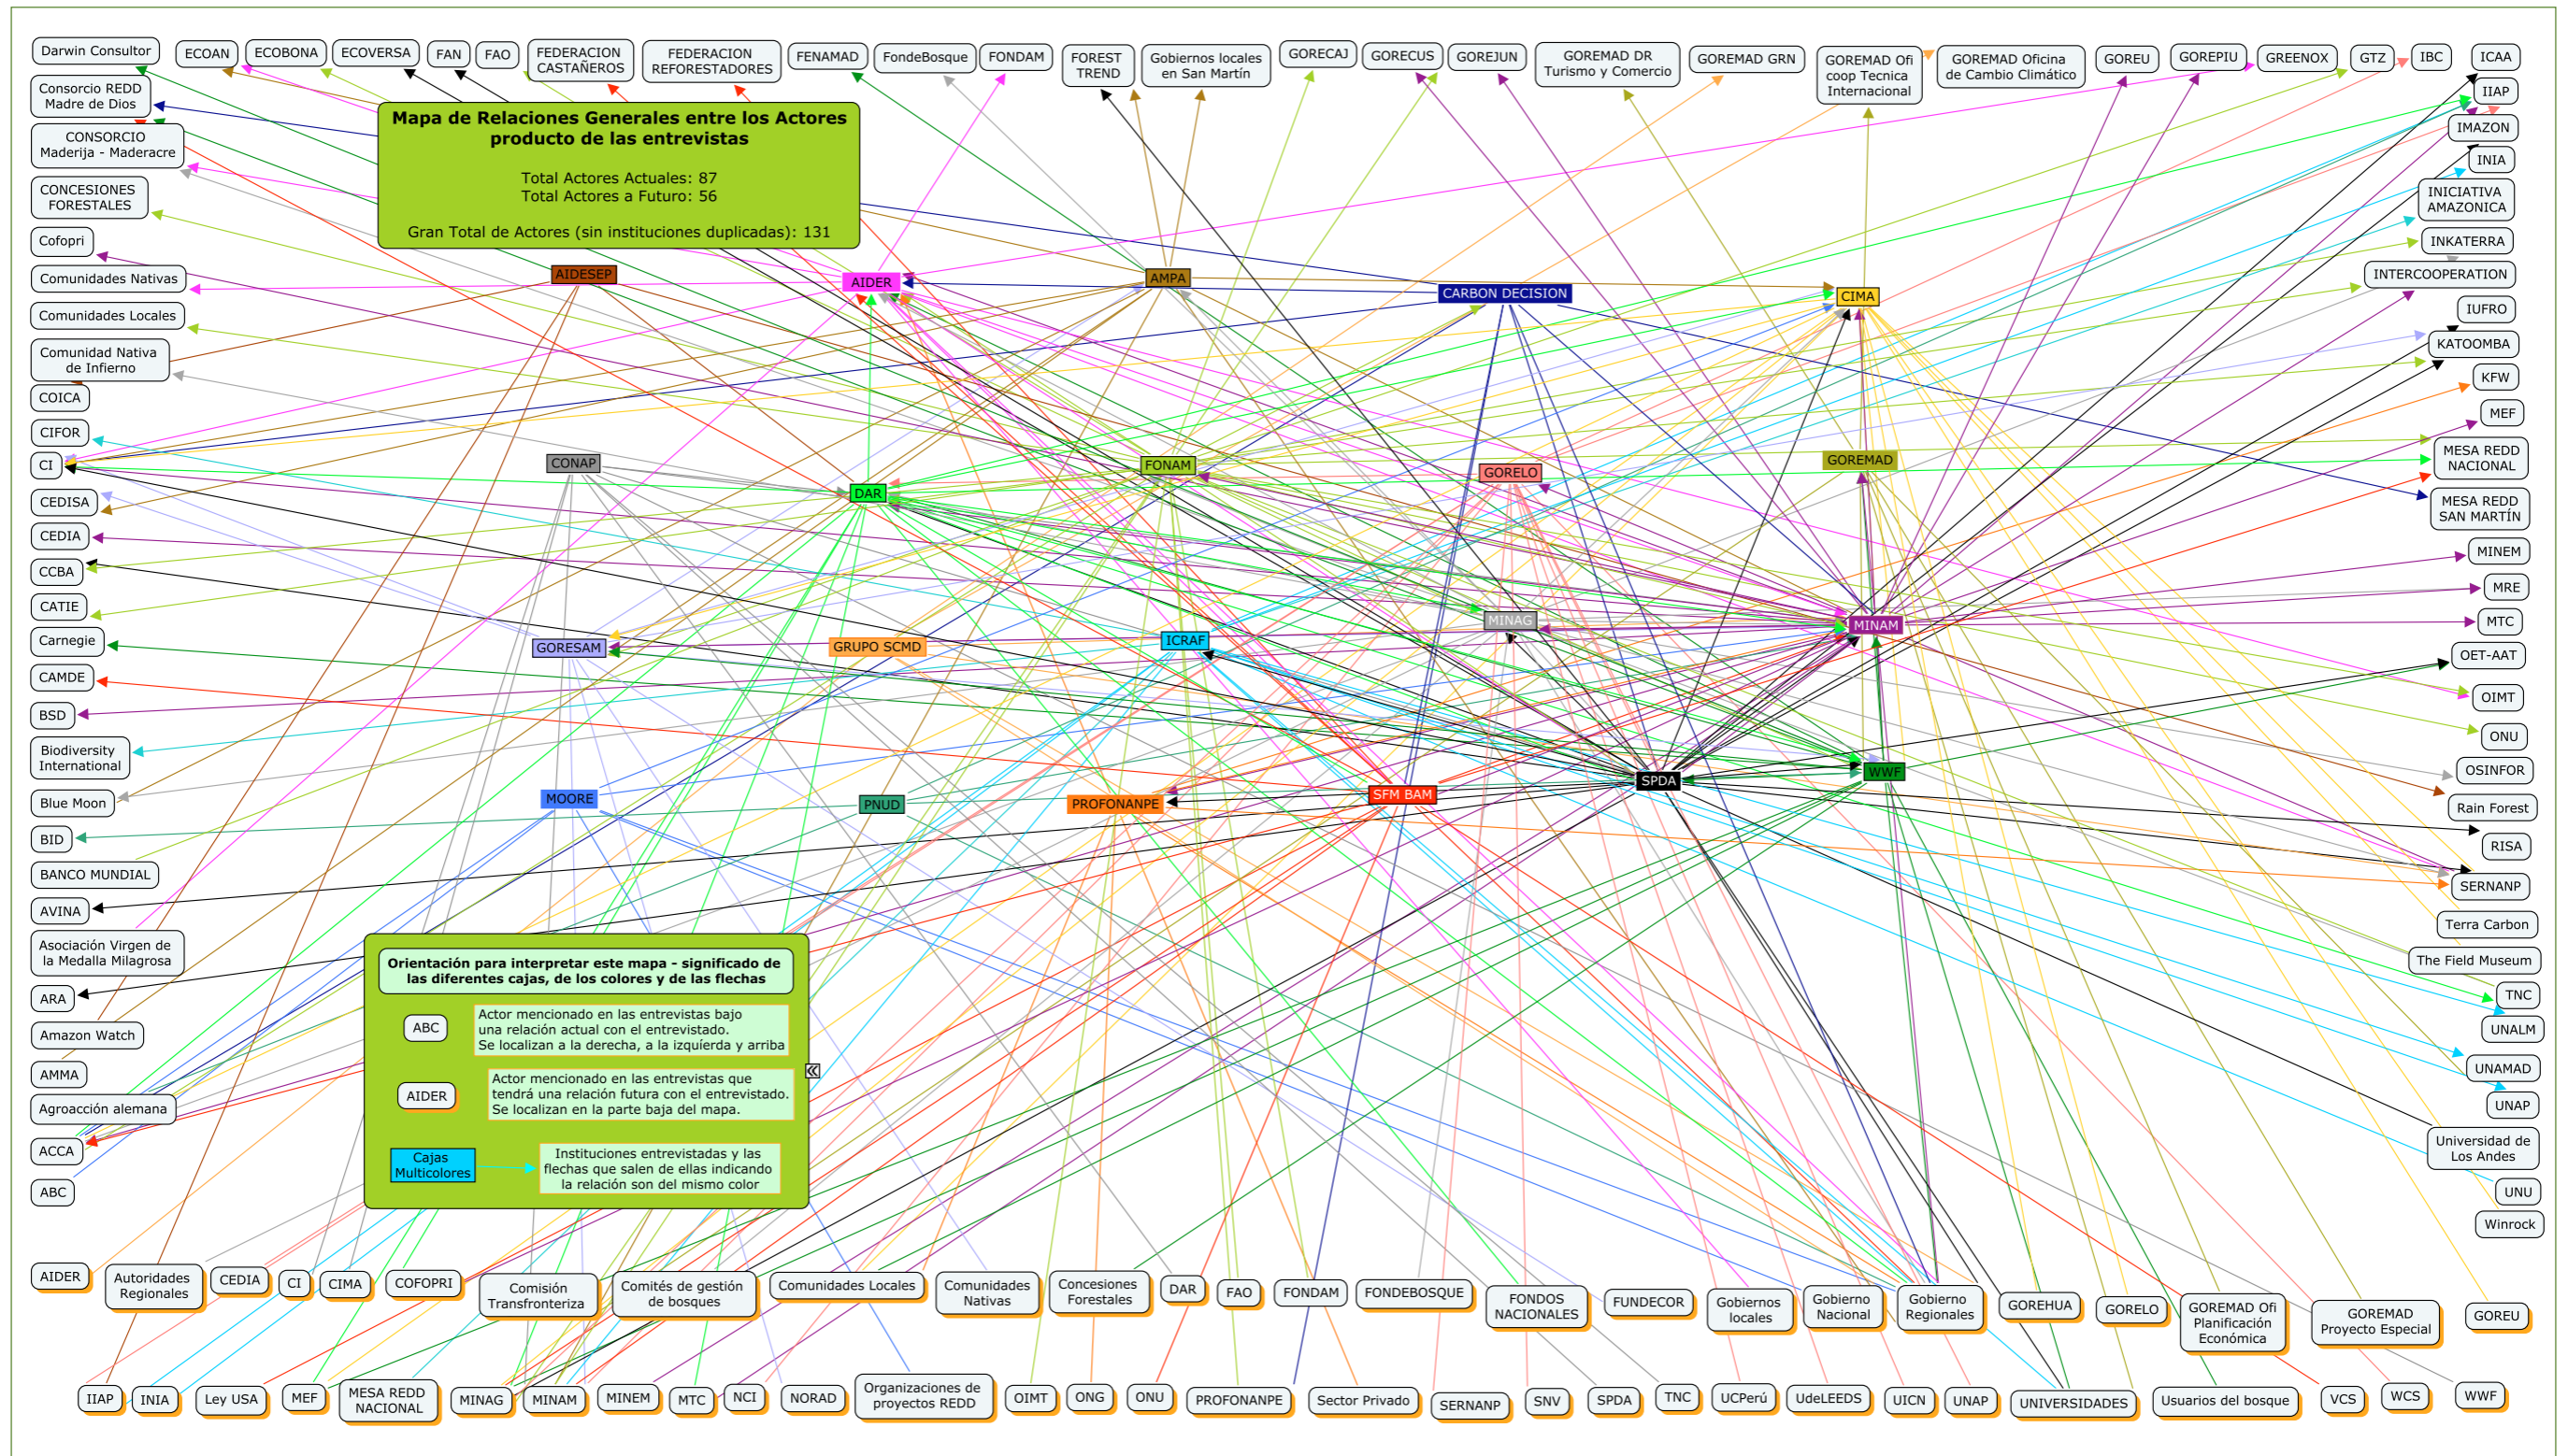 Darwin Consultor
ECOAN
ECOBONA
ECOVERSA
FAN
FAO
FEDERACION
CASTAÑEROS
FEDERACION
REFORESTADORES
FENAMAD
FondeBosque
FONDAM
FOREST
TREND
Gobiernos locales
en San Martín
GORECAJ
GORECUS
GOREJUN
GOREMAD DR
Turismo y Comercio
GOREMAD GRN
GOREMAD Ofi
coop Tecnica
Internacional
GOREMAD Oficina
de Cambio Climático
GOREU
GOREPIU
GREENOX
GTZ
IBC
ICAA
Consorcio REDD
Madre de Dios
CONSORCIO
Maderija - Maderacre
CONCESIONES
FORESTALES
Cofopri
Comunidades Nativas
Comunidades Locales
Comunidad Nativa
de Infierno
COICA
CIFOR
CI
CEDISA
CEDIA
CCBA
CATIE
Carnegie
CAMDE
BSD
Biodiversity
International
Blue Moon
BID
BANCO MUNDIAL
AVINA
Asociación Virgen de
la Medalla Milagrosa
ARA
Amazon Watch
AMMA
Agroacción alemana
ACCA
ABC
Mapa de Relaciones Generales entre los Actores
producto de las entrevistas
Total Actores Actuales: 87
Total Actores a Futuro: 56
Gran Total de Actores (sin instituciones duplicadas): 131
AIDESEP
AIDER
AMPA
CARBON DECISION
CIMA
CONAP
DAR
FONAM
GORELO
GOREMAD
GORESAM
GRUPO SCMD
ICRAF
MINAG
MINAM
MOORE
PNUD
PROFONANPE
SFM BAM
SPDA
WWF
IIAP
IMAZON
INIA
INICIATIVA
AMAZONICA
INKATERRA
INTERCOOPERATION
IUFRO
KATOOMBA
KFW
MEF
MESA REDD
NACIONAL
MESA REDD
SAN MARTÍN
MINEM
MRE
MTC
OET-AAT
OIMT
ONU
OSINFOR
Rain Forest
RISA
SERNANP
Terra Carbon
The Field Museum
TNC
UNALM
UNAMAD
UNAP
Universidad de
Los Andes
UNU
Winrock
Orientación para interpretar este mapa - significado de
las diferentes cajas, de los colores y de las flechas
ABC
Actor mencionado en las entrevistas bajo
una relación actual con el entrevistado.
Se localizan a la derecha, a la izquíerda y arriba
AIDER
Actor mencionado en las entrevistas que
tendrá una relación futura con el entrevistado.
Se localizan en la parte baja del mapa.
Cajas
Multicolores
Instituciones entrevistadas y las
flechas que salen de ellas indicando
la relación son del mismo color
AIDER
Autoridades
Regionales
CEDIA
CI
CIMA
COFOPRI
Comisión
Transfronteriza
Comités de gestión
de bosques
Comunidades Locales
Comunidades
Nativas
Concesiones
Forestales
DAR
FAO
FONDAM
FONDEBOSQUE
FONDOS
NACIONALES
FUNDECOR
Gobiernos
locales
Gobierno
Nacional
Gobierno
Regionales
GOREHUA
GORELO
GOREMAD Ofi
Planificación
Económica
GOREMAD
Proyecto Especial
GOREU
IIAP
INIA
Ley USA
MEF
MESA REDD
NACIONAL
MINAG
MINAM
MINEM
MTC
NCI
NORAD
Organizaciones de
proyectos REDD
OIMT
ONG
ONU
PROFONANPE
Sector Privado
SERNANP
SNV
SPDA
TNC
UCPerú
UdeLEEDS
UICN
UNAP
UNIVERSIDADES
Usuarios del bosque
VCS
WCS
WWF